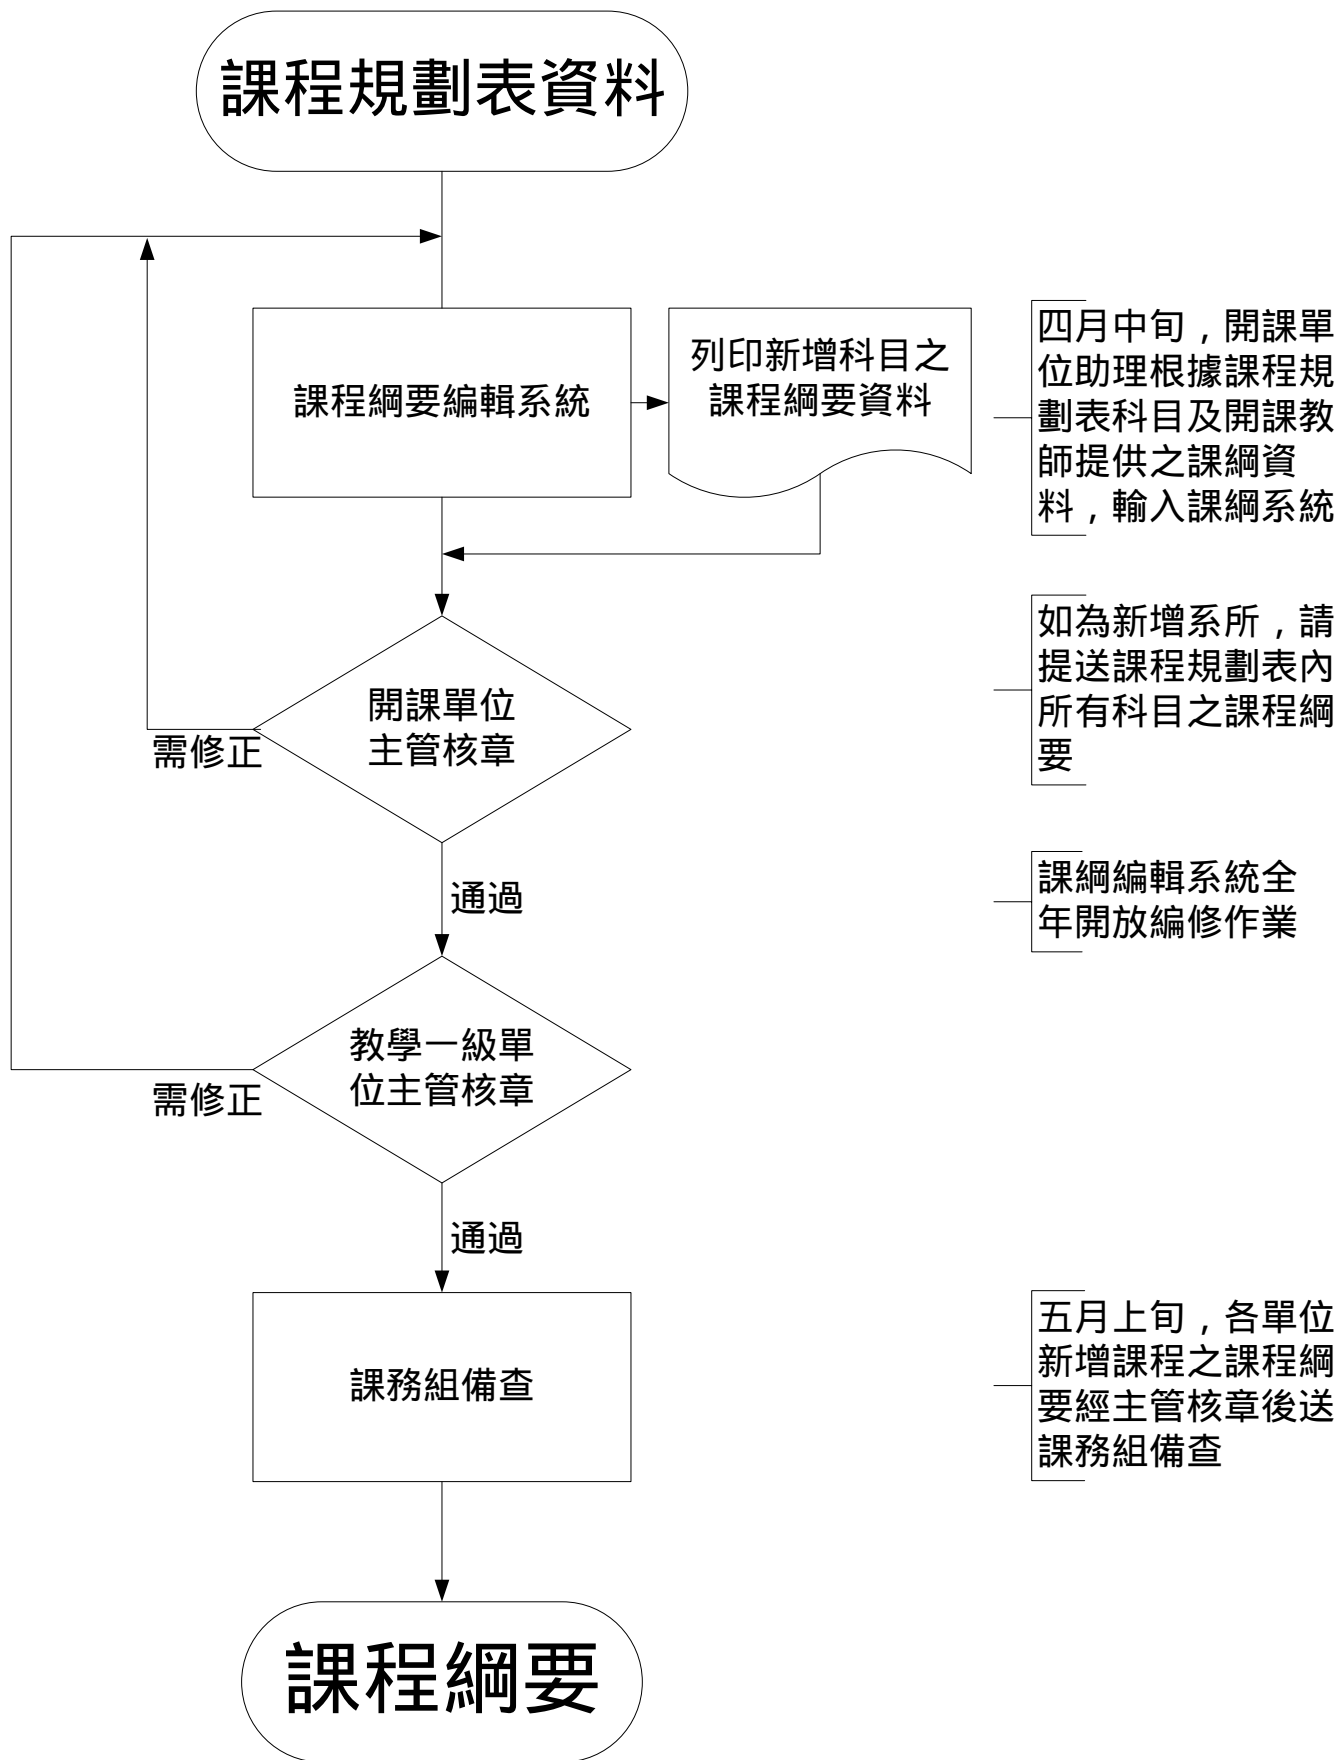 課程規劃表資料
課程綱要編輯系統
列印新增科目之
課程綱要資料
四月中旬，開課單
位助理根據課程規
劃表科目及開課教
師提供之課綱資
料，輸入課綱系統
開課單位
主管核章
需修正
如為新增系所，請
提送課程規劃表內
所有科目之課程綱
要
通過
課綱編輯系統全
年開放編修作業
教學一級單
位主管核章
需修正
通過
課務組備查
五月上旬，各單位
新增課程之課程綱
要經主管核章後送
課務組備查
課程綱要